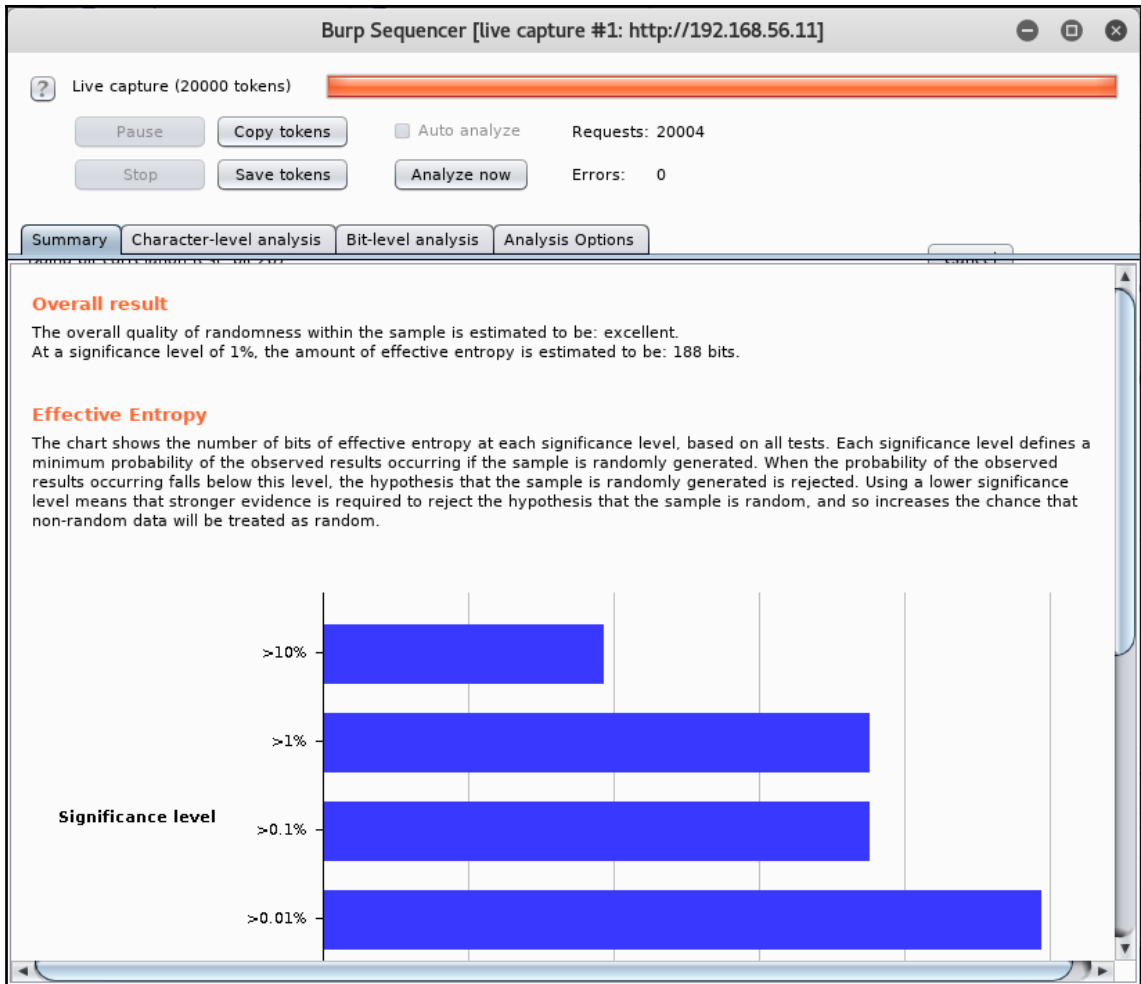 Burp Sequencer [live capture #1: http://192.168.56.11]
? Live capture (20000 tokens)
Pause Copy tokens Auto analyze Requests: 20004
Stop Save tokens Analyze now Errors: 0
Summary Character-level analysis Bit-level analysis Analysis Options
Overall result
The overall quality of randomness within the sample is estimated to be: excellent.
At a significance level of 1%, the amount of effective entropy is estimated to be: 188 bits.
Effective Entropy
The chart shows the number of bits of effective entropy at each significance level, based on all tests. Each significance level defines a
minimum probability of the observed results occurring if the sample is randomly generated. When the probability of the observed
results occurring falls below this level, the hypothesis that the sample is randomly generated is rejected. Using a lower significance
level means that stronger evidence is required to reject the hypothesis that the sample is random, and so increases the chance that
non-random data will be treated as random.
>10%
>1%
Significance level
>0.1%
>0.01%